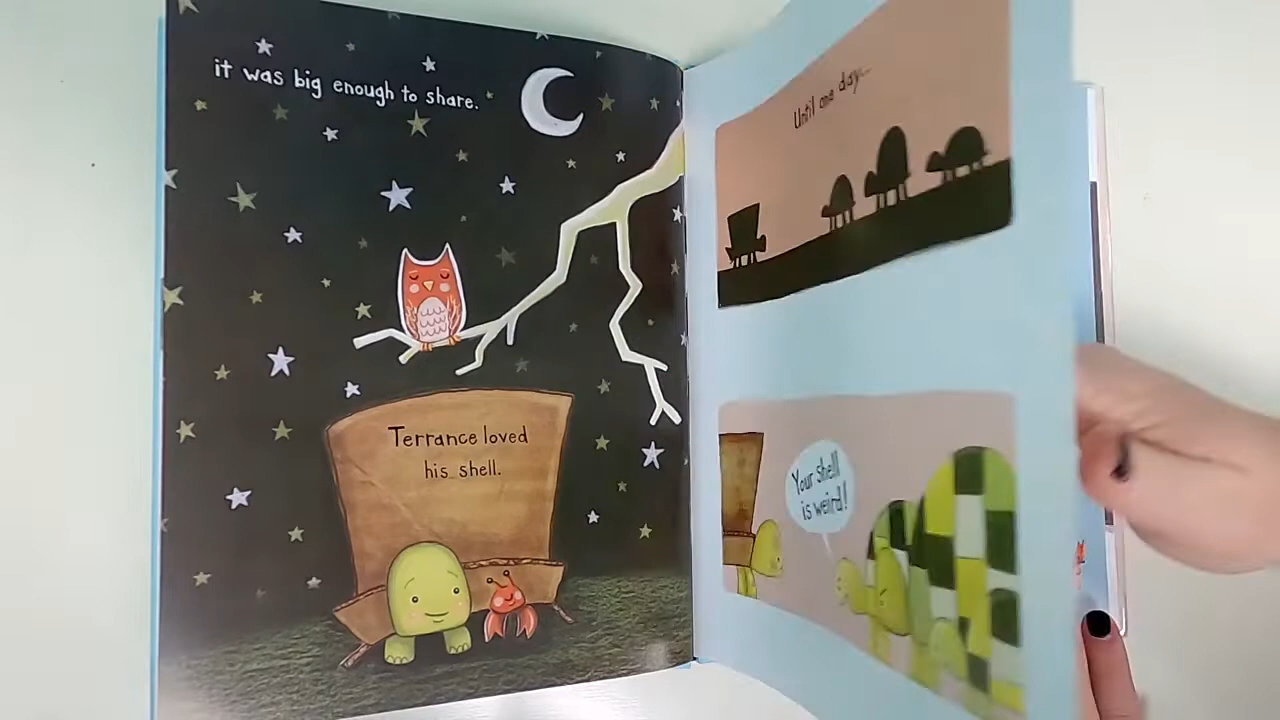 it was big enough to share.
Terrance loved
his shell.
Until one day...
Your shell
is weird!